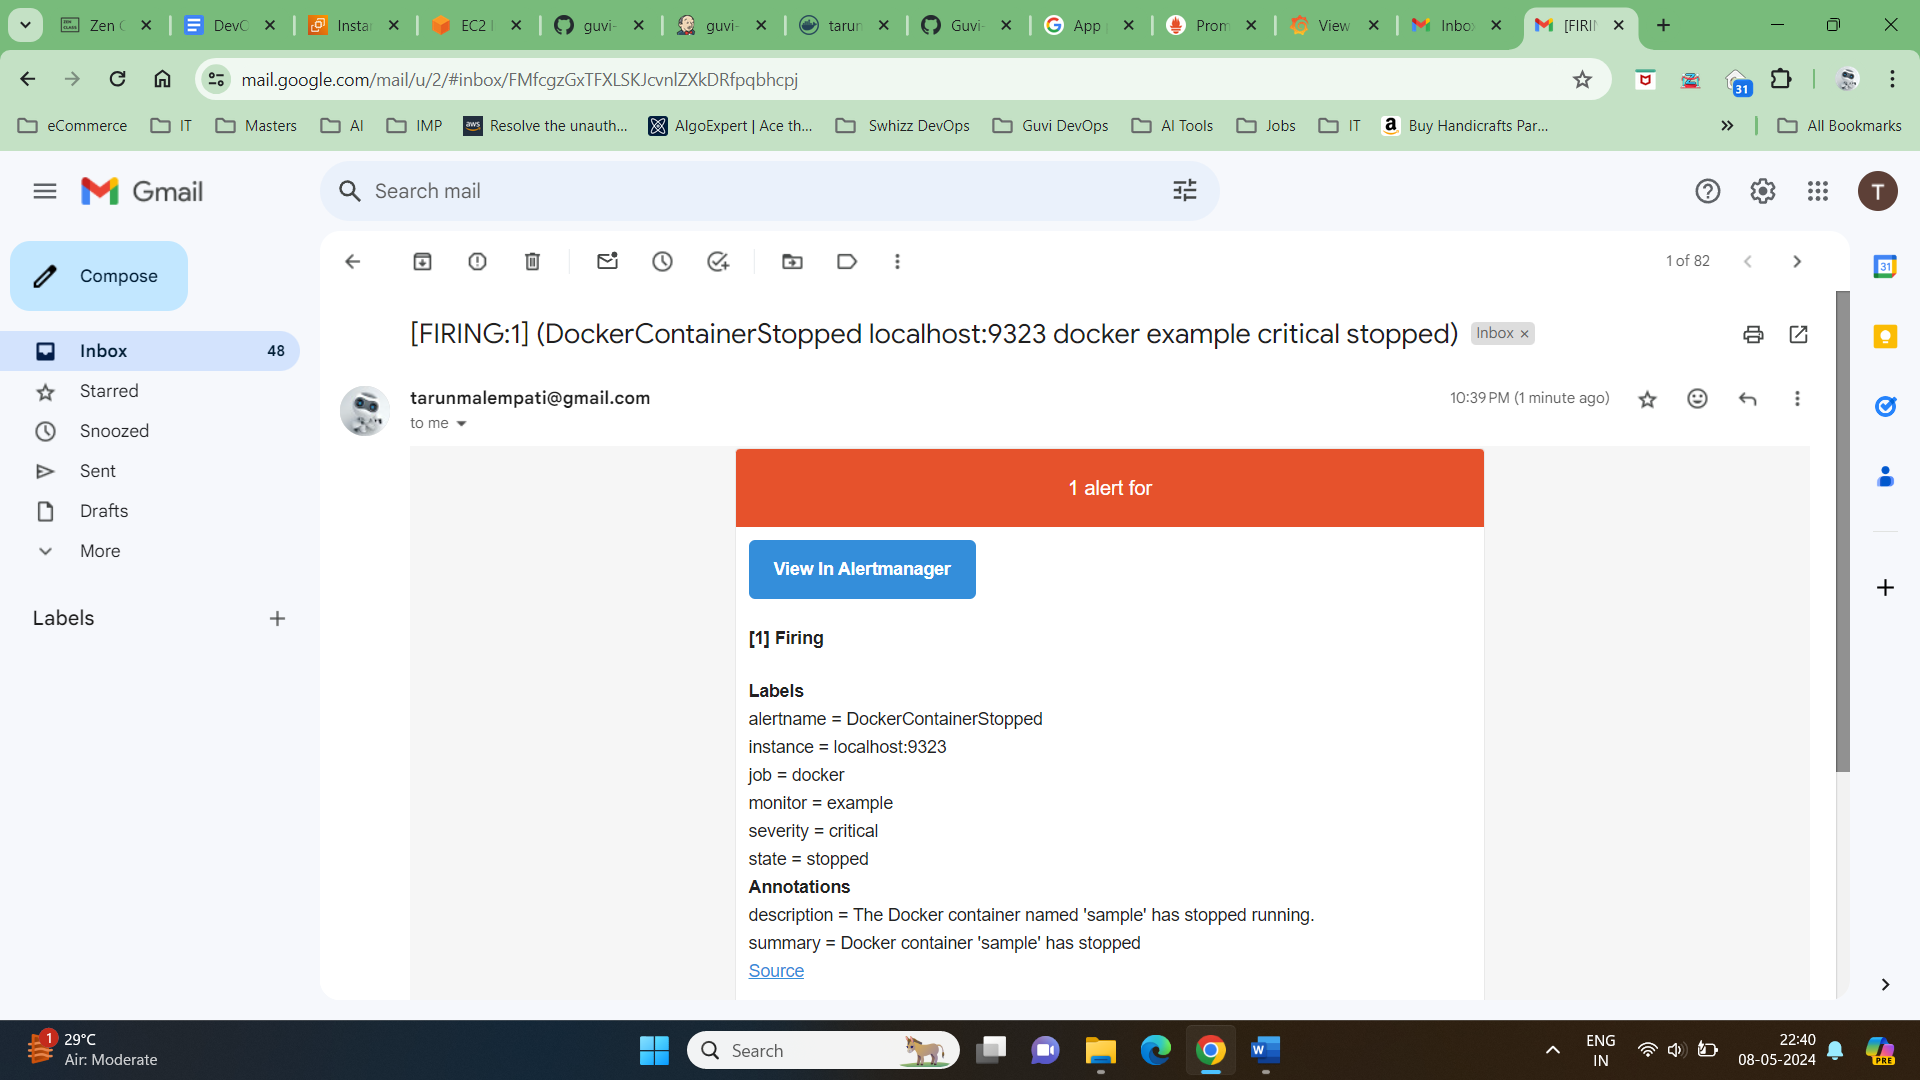 Zen C
DevO
Instan
EC2 I
guvi-
guvi-
tarun
Guvi-
App
Prom
View
Inbox
[FIRIN
mail.google.com/mail/u/2/#inbox/FMfcgzGxTFXLSKJcvnlZXkDRfpqbhcpj
31
eCommerce
IT
Masters
AI
IMP
aws
Resolve the unauth...
AlgoExpert | Ace th...
Swhizz DevOps
Guvi DevOps
AI Tools
Jobs
IT
Buy Handicrafts Par...
All Bookmarks
Gmail
Search mail
T
Compose
1 of 82
Inbox
48
Starred
Snoozed
Sent
Drafts
More
Labels
[FIRING:1] (DockerContainerStopped localhost:9323 docker example critical stopped)
Inbox
tarunmalempati@gmail.com
10:39 PM (1 minute ago)
to me
1 alert for
View In Alertmanager
[1] Firing
Labels
alertname = DockerContainerStopped
instance = localhost:9323
job = docker
monitor = example
severity = critical
state = stopped
Annotations
description = The Docker container named 'sample' has stopped running.
summary = Docker container 'sample' has stopped
Source
31
1
29°C
Air: Moderate
Search
ENG
IN
22:40
08-05-2024
PRE